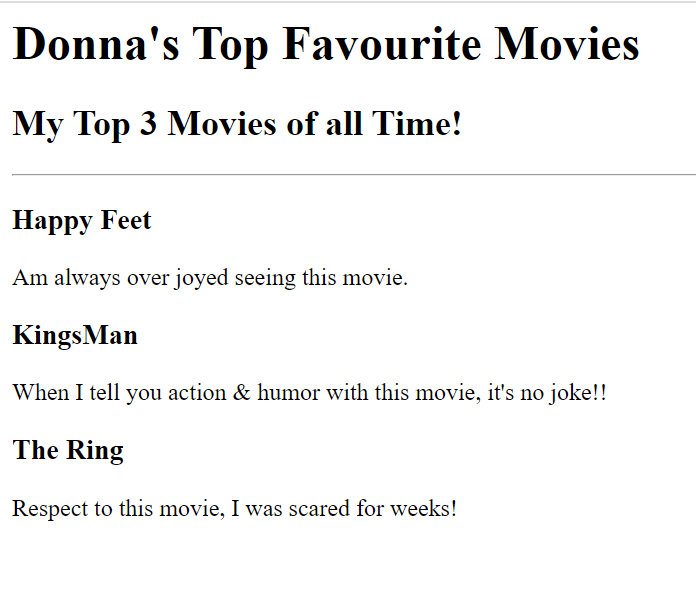 Donna's Top Favourite Movies
My Top 3 Movies of all Time!
Happy Feet
Am always over joyed seeing this movie.
KingsMan
When I tell you action & humor with this movie, it's no joke!!
The Ring
Respect to this movie, I was scared for weeks!